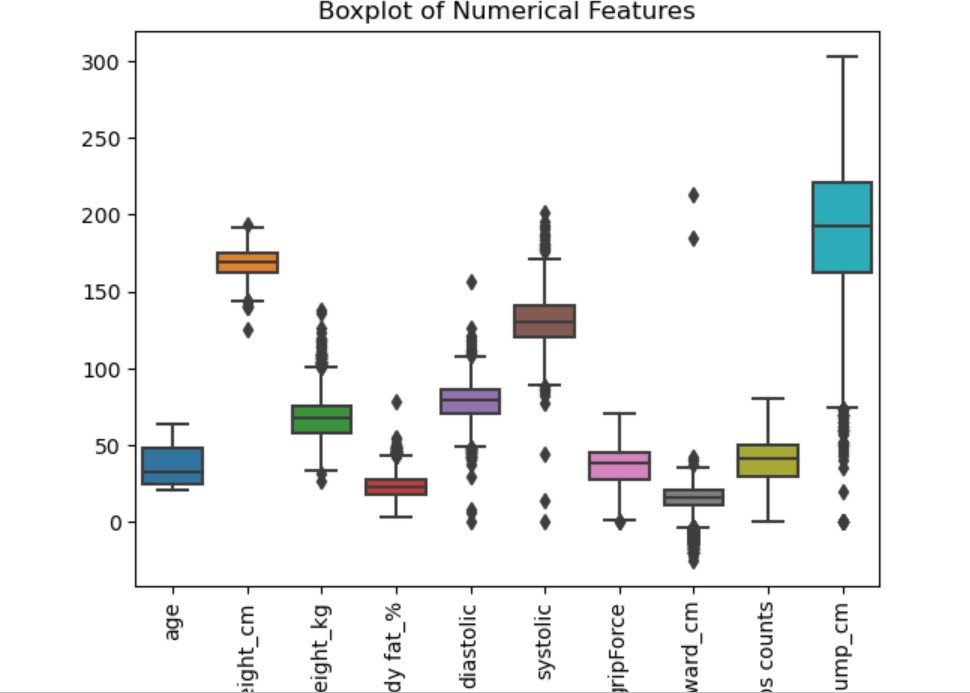 Boxplot of Numerical Features
300
250
200
150
100
50
0
age
eight_cm
eight_kg
dy fat_%
diastolic
systolic
gripForce
ward_cm
os counts
ump_cm